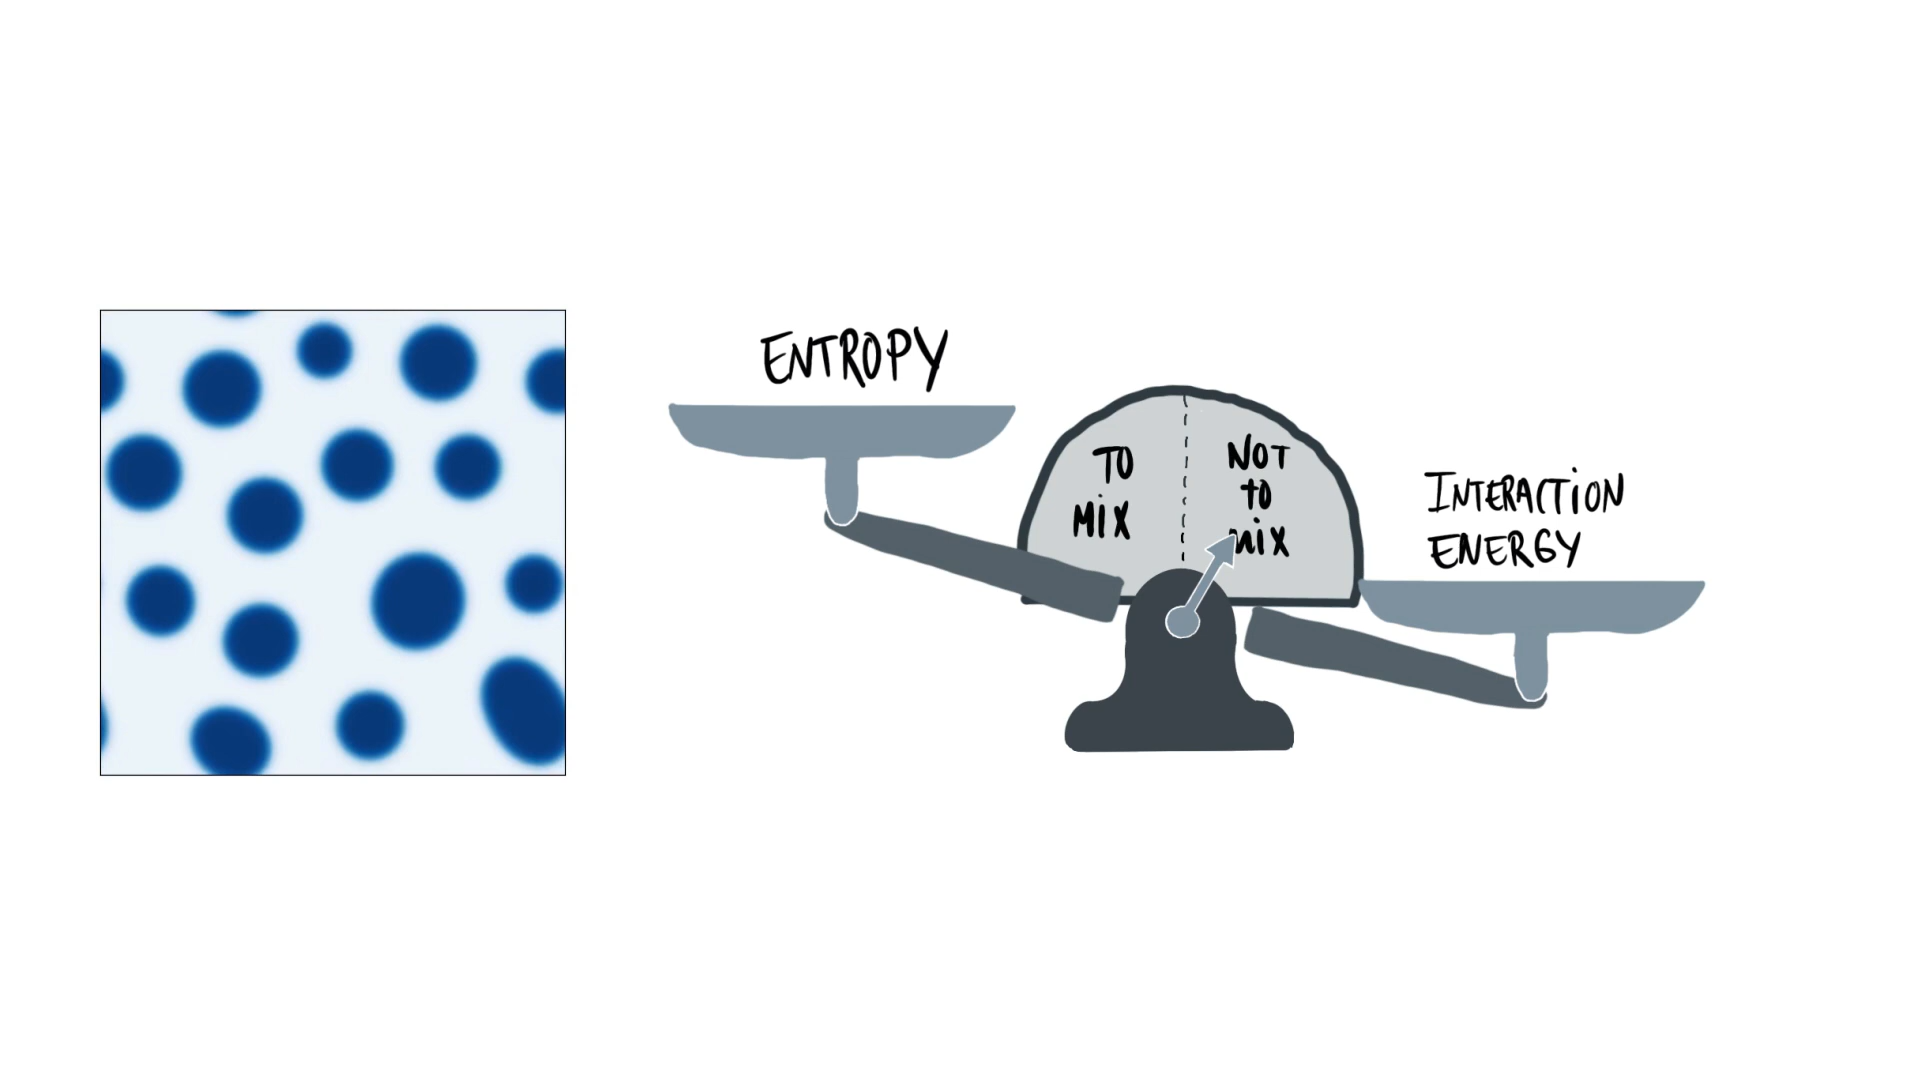 ENTROPY
TO
MIX
NOT
TO
MIX
INTERACTION
ENERGY